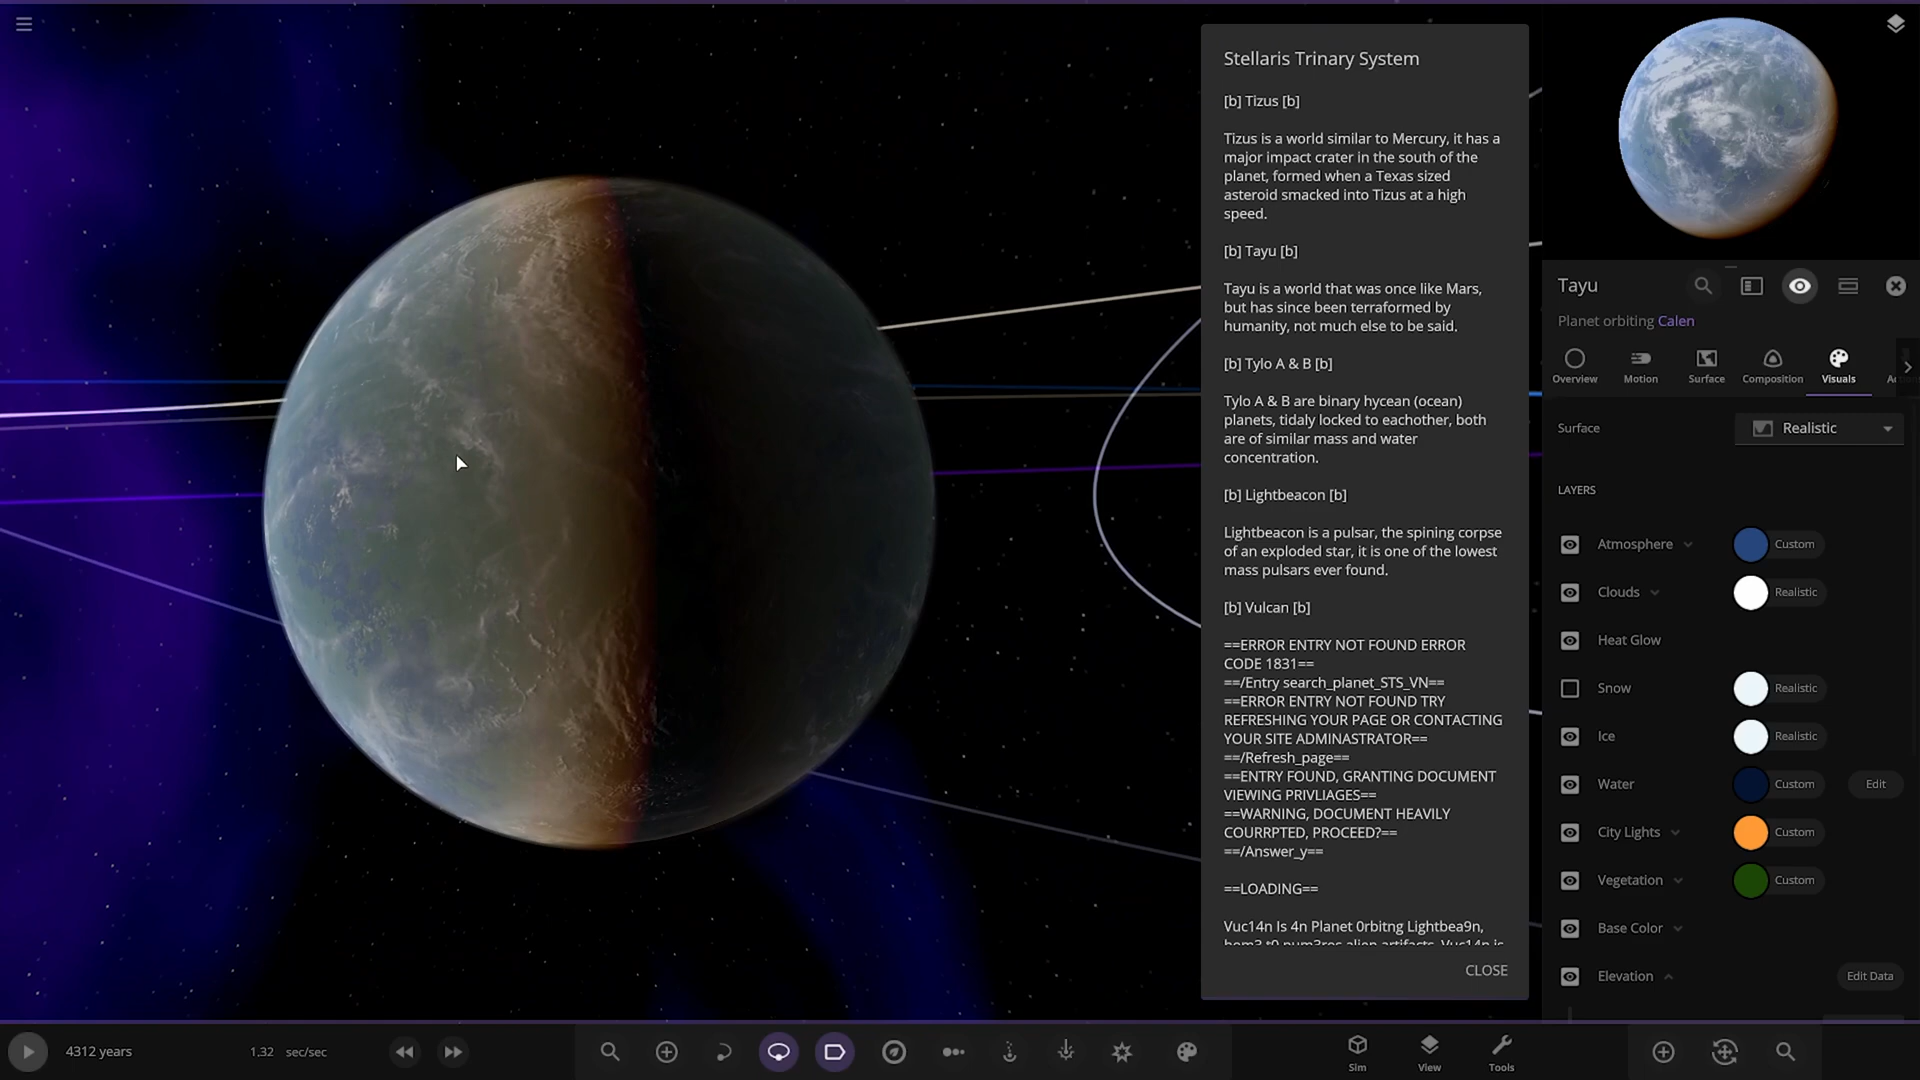 Stellaris Trinary System
[b] Tizus [b]
Tizus is a world similar to Mercury, it has a
major impact crater in the south of the
planet, formed when a Texas sized
asteroid smacked into Tizus at a high
speed.
[b] Tayu [b]
Tayu is a world that was once like Mars,
but has since been terraformed by
humanity, not much else to be said.
[b] Tylo A & B [b]
Tylo A & B are binary hycean (ocean)
planets, tidaly locked to eachother, both
are of similar mass and water
concentration.
[b] Lightbeacon [b]
Lightbeacon is a pulsar, the spining corpse
of an exploded star, it is one of the lowest
mass pulsars ever found.
[b] Vulcan [b]
==ERROR ENTRY NOT FOUND ERROR
CODE 1831==
==/Entry search_planet_STS_VN==
==ERROR ENTRY NOT FOUND TRY
REFRESHING YOUR PAGE OR CONTACTING
YOUR SITE ADMINASTRATOR==
==/Refresh_page==
==ENTRY FOUND, GRANTING DOCUMENT
VIEWING PRIVLIAGES==
==WARNING, DOCUMENT HEAVILY
COURRPTED, PROCEED?==
==/Answer_y==
==LOADING==
Vuc14n Is 4n Planet 0rbitng Lightbea9n,
hom3 t0 num3ros alien artifacts, Vuc14n is
CLOSE
Tayu
Planet orbiting Calen
Overview
Motion
Surface
Composition
Visuals
Surface
Realistic
LAYERS
Atmosphere
Custom
Clouds
Realistic
Heat Glow
Snow
Realistic
Ice
Realistic
Water
Custom
Edit
City Lights
Custom
Vegetation
Custom
Base Color
Elevation
Edit Data
4312 years
1.32 sec/sec
Sim
View
Tools